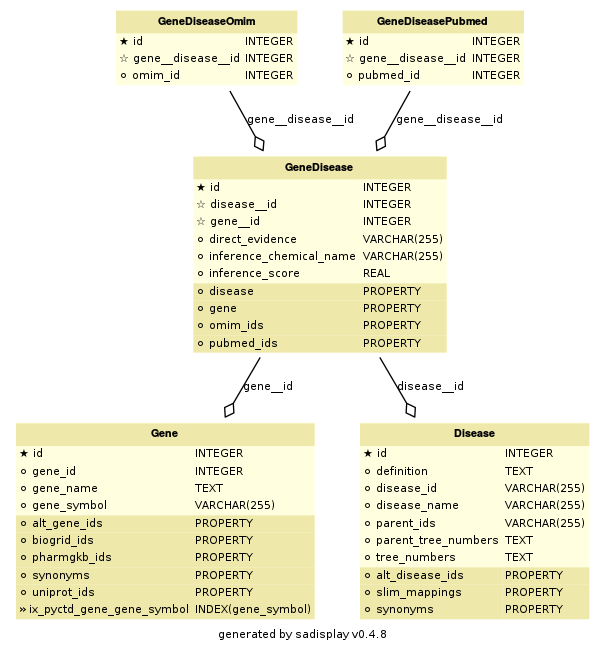 GeneDiseaseOmim
★ id INTEGER
☆ gene__disease__id INTEGER
⚬ omim_id INTEGER
GeneDiseasePubmed
★ id INTEGER
☆ gene__disease__id INTEGER
⚬ pubmed_id INTEGER
gene__disease__id
gene__disease__id
GeneDisease
★ id INTEGER
☆ disease__id INTEGER
☆ gene__id INTEGER
⚬ direct_evidence VARCHAR(255)
⚬ inference_chemical_name VARCHAR(255)
⚬ inference_score REAL
⚬ disease PROPERTY
⚬ gene PROPERTY
⚬ omim_ids PROPERTY
⚬ pubmed_ids PROPERTY
gene__id
disease__id
Gene
★ id INTEGER
⚬ gene_id INTEGER
⚬ gene_name TEXT
⚬ gene_symbol VARCHAR(255)
⚬ alt_gene_ids PROPERTY
⚬ biogrid_ids PROPERTY
⚬ pharmgkb_ids PROPERTY
⚬ synonyms PROPERTY
⚬ uniprot_ids PROPERTY
» ix_pyctd_gene_gene_symbol INDEX(gene_symbol)
Disease
★ id INTEGER
⚬ definition TEXT
⚬ disease_id VARCHAR(255)
⚬ disease_name VARCHAR(255)
⚬ parent_ids VARCHAR(255)
⚬ parent_tree_numbers TEXT
⚬ tree_numbers TEXT
⚬ alt_disease_ids PROPERTY
⚬ slim_mappings PROPERTY
⚬ synonyms PROPERTY
generated by sadisplay v0.4.8